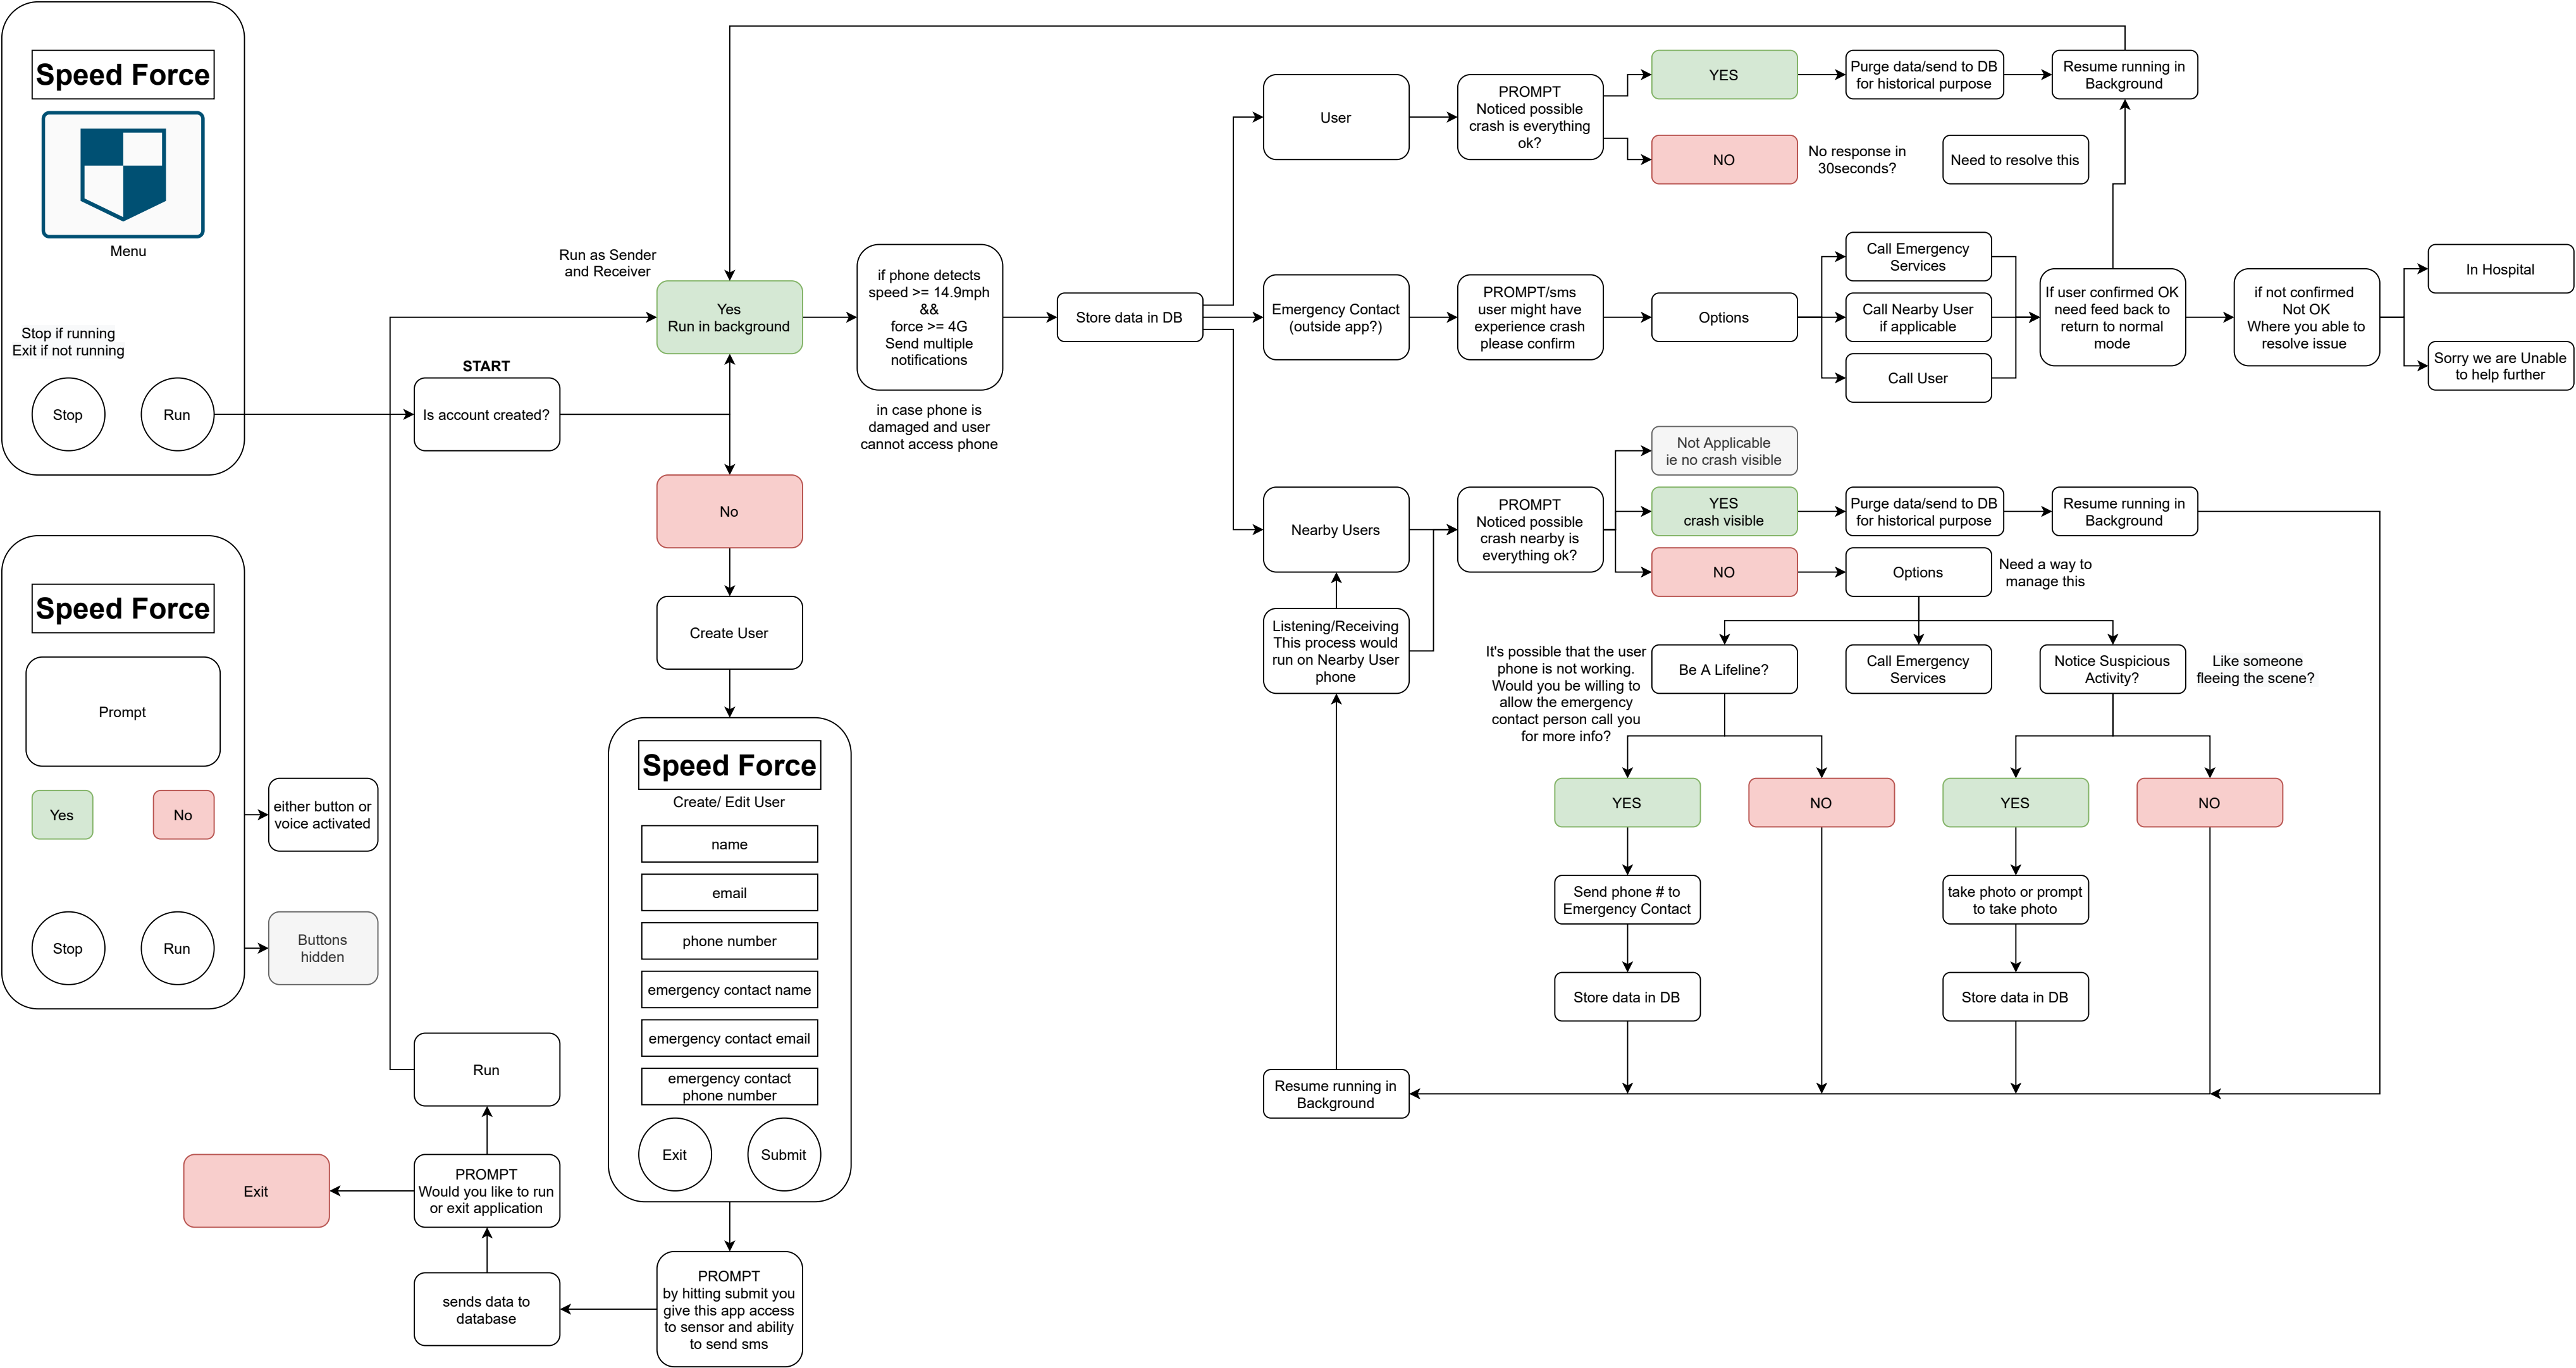 Speed Force
Menu
Stop if running
Exit if not running
Stop
Run
Speed Force
Prompt
Yes
No
either button or
voice activated
Stop
Run
Buttons
hidden
START
Is account created?
Run as Sender
and Receiver
Yes
Run in background
No
Create User
Speed Force
Create/ Edit User
name
email
phone number
emergency contact name
emergency contact email
emergency contact
phone number
Exit
Submit
PROMPT
by hitting submit you
give this app access
to sensor and ability
to send sms
sends data to
database
PROMPT
Would you like to run
or exit application
Exit
Run
if phone detects
speed >= 14.9mph
&&
force >= 4G
Send multiple
notifications
in case phone is
damaged and user
cannot access phone
Store data in DB
User
PROMPT
Noticed possible
crash is everything
ok?
YES
Purge data/send to DB
for historical purpose
Resume running in
Background
NO
No response in
30seconds?
Need to resolve this
Emergency Contact
(outside app?)
PROMPT/sms
user might have
experience crash
please confirm
Options
Call Emergency
Services
Call Nearby User
if applicable
Call User
If user confirmed OK
need feed back to
return to normal
mode
if not confirmed
Not OK
Where you able to
resolve issue
In Hospital
Sorry we are Unable
to help further
Nearby Users
PROMPT
Noticed possible
crash nearby is
everything ok?
Not Applicable
ie no crash visible
YES
crash visible
Purge data/send to DB
for historical purpose
Resume running in
Background
NO
Options
Need a way to
manage this
Listening/Receiving
This process would
run on Nearby User
phone
It's possible that the user
phone is not working.
Would you be willing to
allow the emergency
contact person call you
for more info?
Be A Lifeline?
Call Emergency
Services
Notice Suspicious
Activity?
Like someone
fleeing the scene?
YES
NO
YES
NO
Send phone # to
Emergency Contact
take photo or prompt
to take photo
Store data in DB
Store data in DB
Resume running in
Background